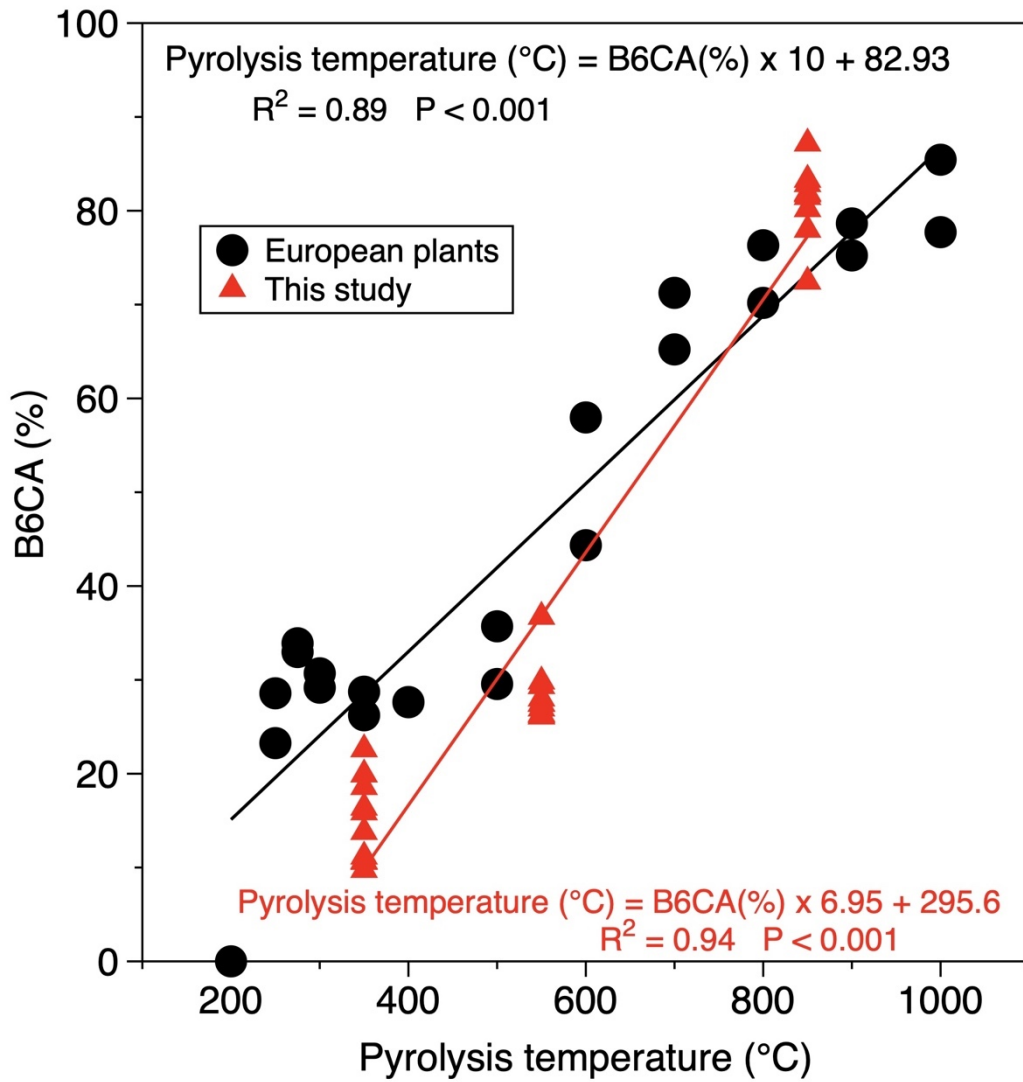 100
Pyrolysis temperature (°C) = B6CA(%) x 10 + 82.93
R² = 0.89 P < 0.001
80
European plants
This study
60
B6CA (%)
40
20
Pyrolysis temperature (°C) = B6CA(%) x 6.95 + 295.6
R² = 0.94 P < 0.001
0
200 400 600 800 1000
Pyrolysis temperature (°C)